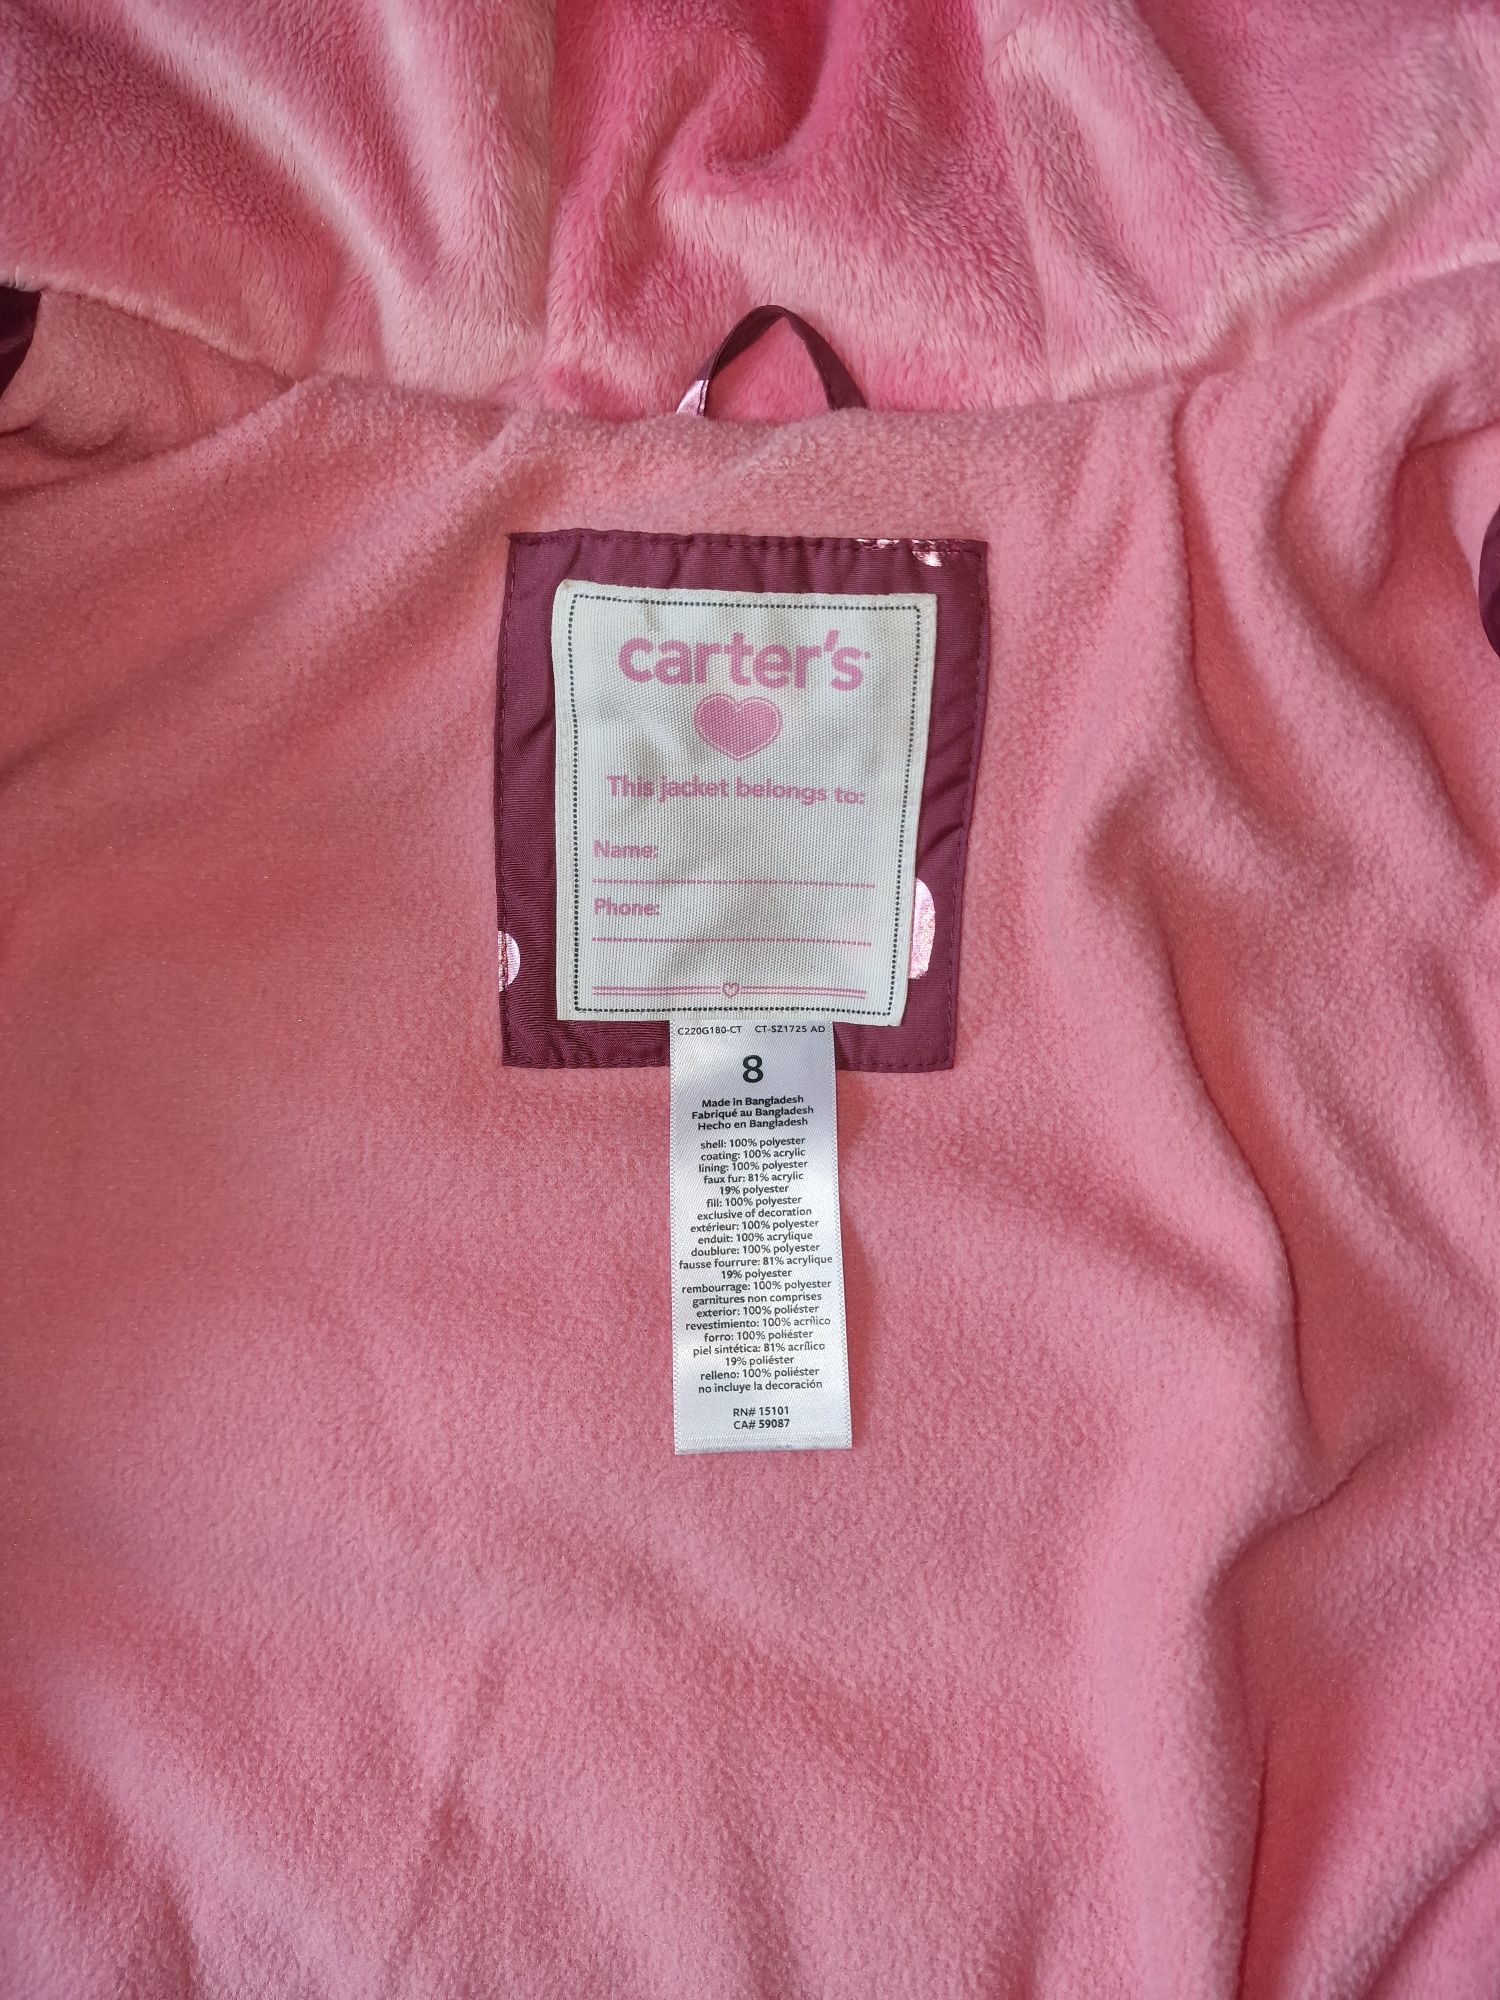 carter's
This jacket belongs to:
Name:
Phone:
C220G180-CT CT-SZ1725 AD
8
Made in Bangladesh
Fabriqué au Bangladesh
Hecho en Bangladesh
shell: 100% polyester
coating: 100% acrylic
lining: 100% polyester
faux fur: 81% acrylic
19% polyester
fill: 100% polyester
exclusive of decoration
extérieur: 100% polyester
enduit: 100% acrylique
doublure: 100% polyester
fausse fourrure: 81% acrylique
19% polyester
rembourrage: 100% polyester
garnitures non comprises
exterior: 100% poliéster
revestimiento: 100% acrílico
forro: 100% poliéster
piel sintética: 81% acrílico
19% poliéster
relleno: 100% poliéster
no incluye la decoración
RN# 15101
CA# 59087